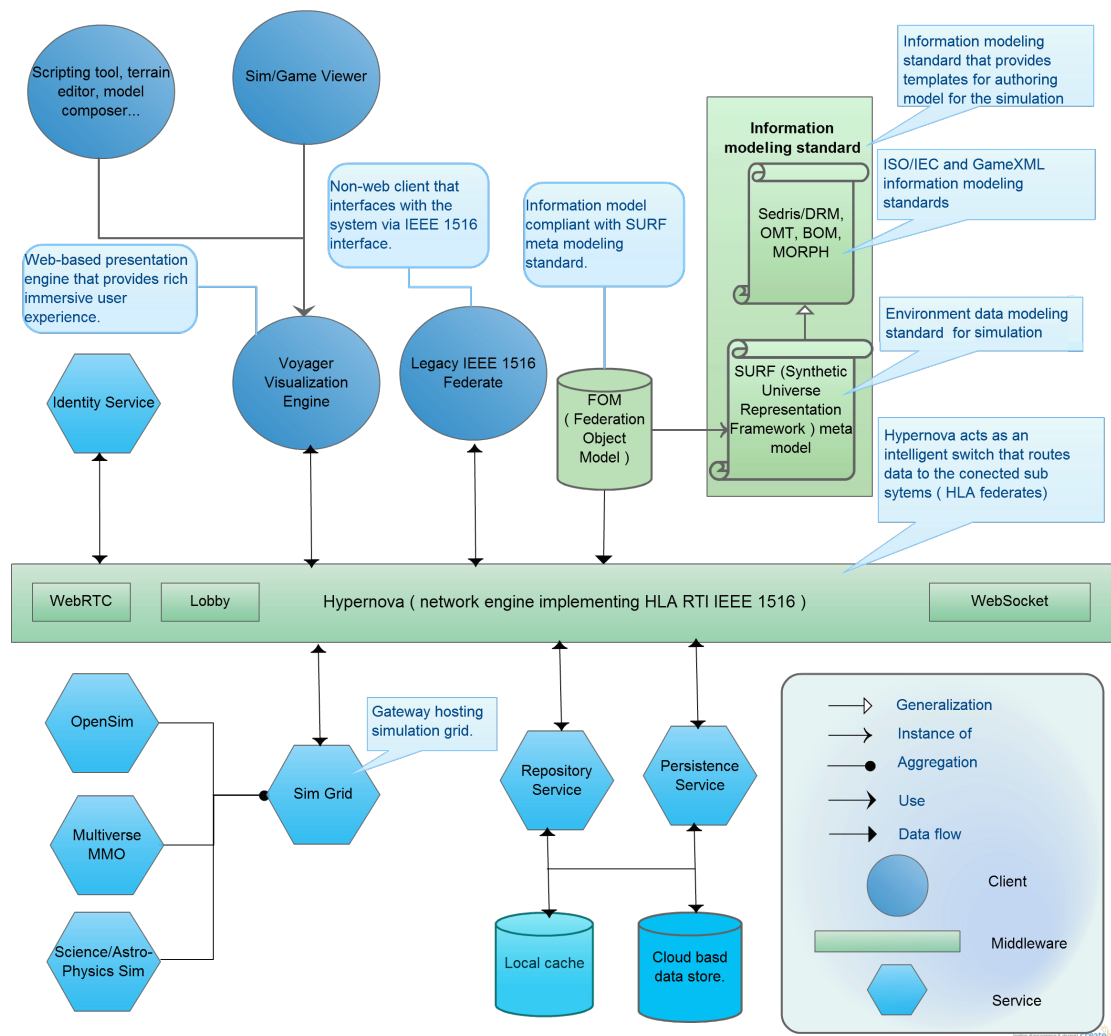 Scripting tool, terrain
editor, model
composer...
Sim/Game Viewer
Information modeling
standard that provides
templates for authoring
model for the simulation
Information
modeling standard
Non-web client that
interfaces with the
system via IEEE 1516
interface.
Information model
compliant with SURF
meta modeling
standard.
ISO/IEC and GameXML
information modeling
standards
Sedris/DRM,
OMT, BOM,
MORPH
Web-based presentation
engine that provides rich
immersive user
experience.
Environment data modeling
standard for simulation
Voyager
Visualization
Engine
Legacy IEEE 1516
Federate
Identity Service
FOM
( Federation
Object
Model )
SURF (Synthetic
Universe
Representation
Framework ) meta
model
Hypernova acts as an
intelligent switch that routes
data to the conected sub
sytems ( HLA federates)
WebRTC
Lobby
Hypernova ( network engine implementing HLA RTI IEEE 1516 )
WebSocket
OpenSim
Gateway hosting
simulation grid.
Sim Grid
Repository
Service
Persistence
Service
Multiverse
MMO
Science/Astro-
Physics Sim
Local cache
Cloud basd
data store.
Generalization
Instance of
Aggregation
Use
Data flow
Client
Middleware
Service